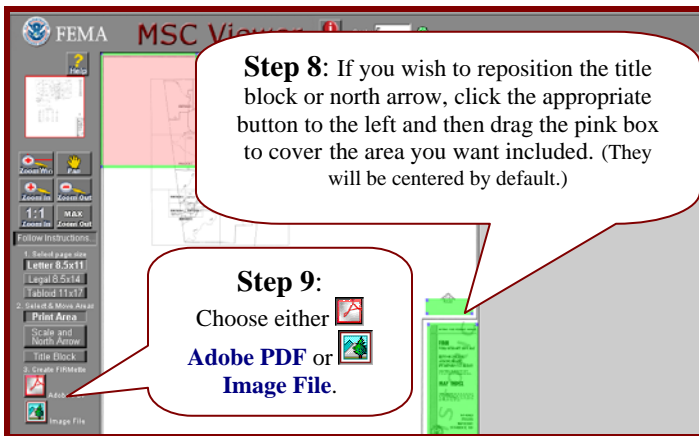 FEMA
MSC Viewer
Help
Step 8: If you wish to reposition the title
block or north arrow, click the appropriate
button to the left and then drag the pink box
to cover the area you want included. (They
will be centered by default.)
Zoom Win Pan
Zoom In Zoom Out
1:1 MAX
Zoom In Zoom Out
Follow Instructions.
1. Select page size
Letter 8.5x11
Legal 8.5x14
Tabloid 11x17
2. Select & Move Areas
Print Area
Scale and
North Arrow
Title Block
3. Create FIRMette
Adobe
Image File
Step 9:
Choose either
Adobe PDF or
Image File.
FIRM